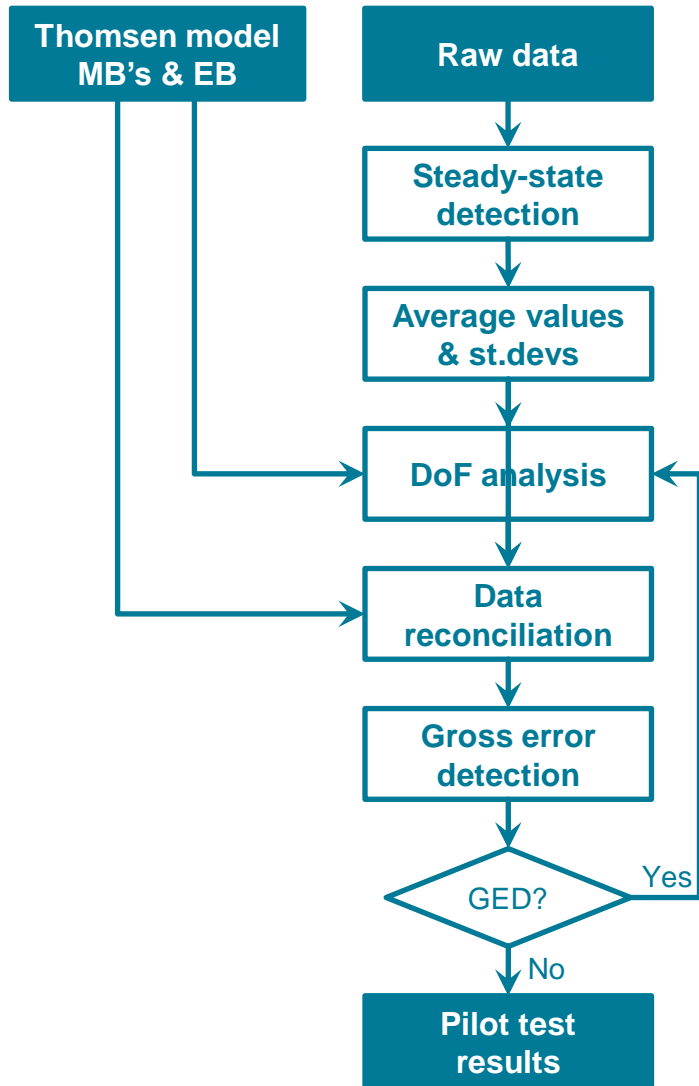 Thomsen model
MB's & EB
Raw data
Steady-state
detection
Average values
& st.devs
DoF analysis
Data
reconciliation
Gross error
detection
GED?
Yes
No
Pilot test
results